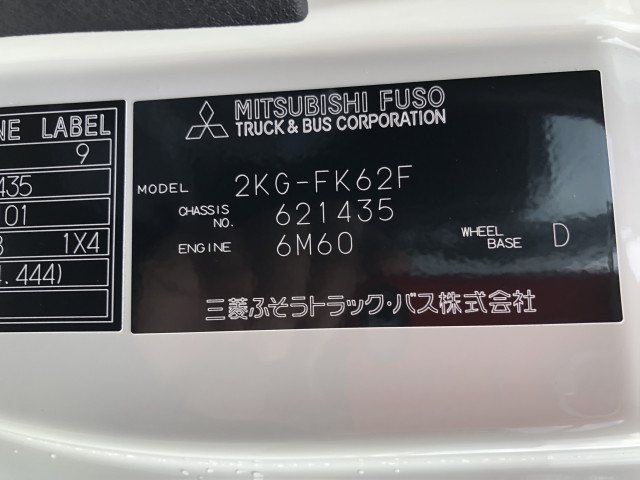 NE LABEL
9
435
01
1X4
.444)
MITSUBISHI FUSO
TRUCK & BUS CORPORATION
MODEL 2KG-FK62F
CHASSIS NO. 621435
ENGINE 6M60
WHEEL BASE D
三菱ふそうトラック・バス株式会社